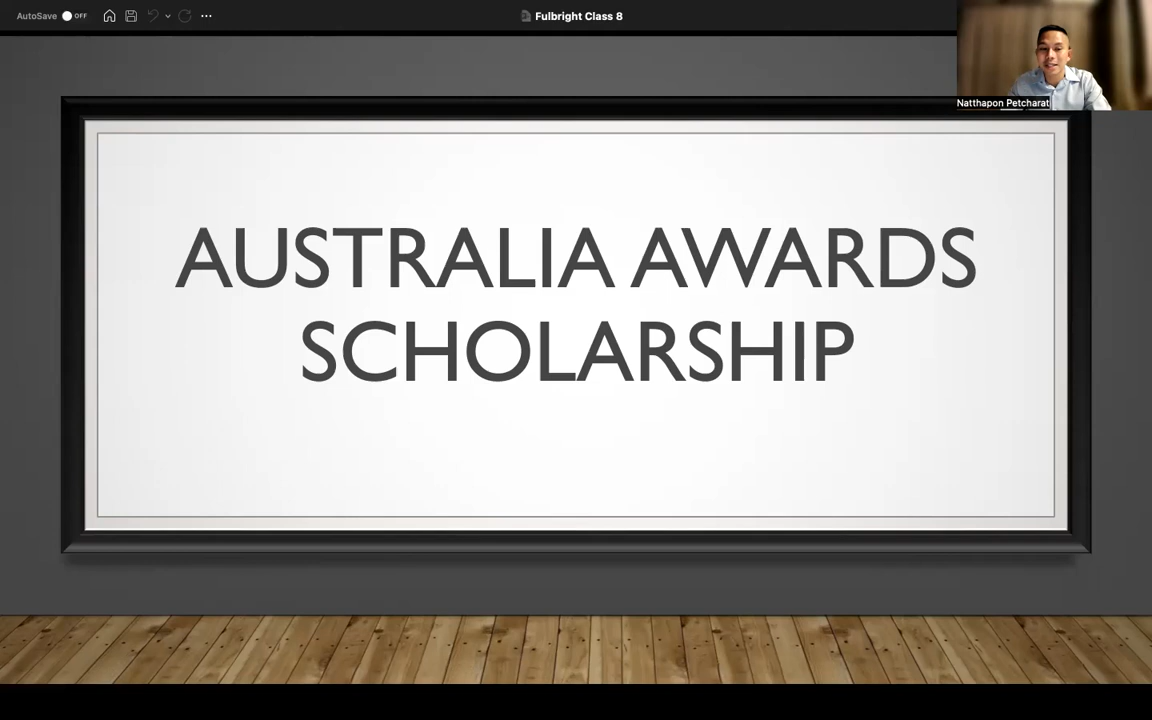 AutoSave OFF
Fulbright Class 8
Natthapon Petcharat
AUSTRALIA AWARDS
SCHOLARSHIP